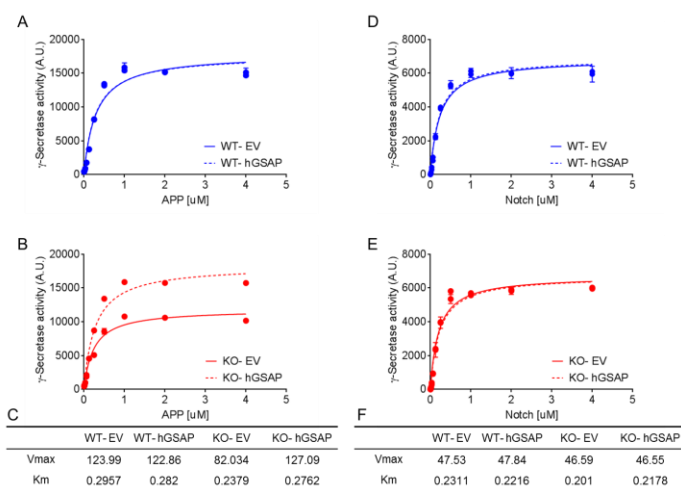 A
γ-Secretase activity (A.U.)
20000
15000
10000
5000
0
WT- EV
WT- hGSAP
0 1 2 3 4 5
APP [uM]
D
γ-Secretase activity (A.U.)
8000
6000
4000
2000
0
WT- EV
WT- hGSAP
0 1 2 3 4 5
Notch [uM]
B
γ-Secretase activity (A.U.)
20000
15000
10000
5000
0
KO- EV
KO- hGSAP
0 1 2 3 4 5
APP [uM]
E
γ-Secretase activity (A.U.)
8000
6000
4000
2000
0
KO- EV
KO- hGSAP
0 1 2 3 4 5
Notch [uM]
C
WT- EV WT- hGSAP KO- EV KO- hGSAP
Vmax 123.99 122.86 82.034 127.09
Km 0.2957 0.282 0.2379 0.2762
F
WT- EV WT- hGSAP KO- EV KO- hGSAP
Vmax 47.53 47.84 46.59 46.55
Km 0.2311 0.2216 0.201 0.2178